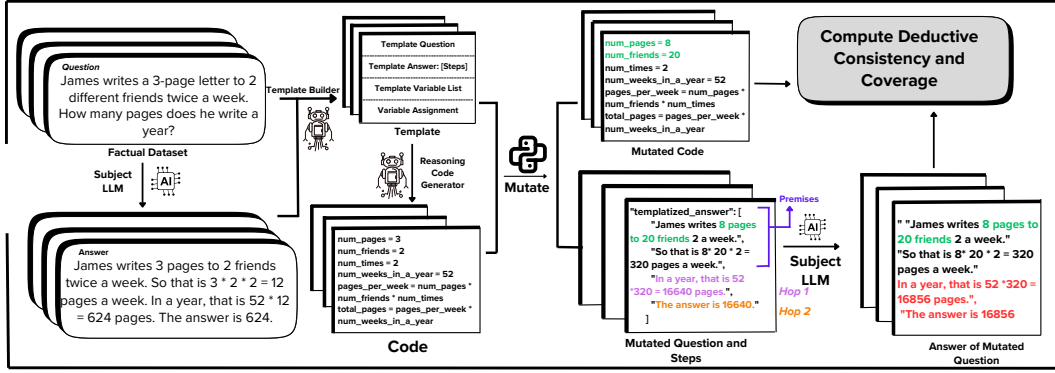 Question
James writes a 3-page letter to 2
different friends twice a week.
How many pages does he write a
year?
Factual Dataset
Subject
LLM
AI
Answer
James writes 3 pages to 2 friends
twice a week. So that is 3 * 2 * 2 = 12
pages a week. In a year, that is 52 * 12
= 624 pages. The answer is 624.
Template Builder
Template Question
Template Answer: [Steps]
Template Variable List
Variable Assignment
Template
Reasoning
Code
Generator
num_pages = 3
num_friends = 2
num_times = 2
num_weeks_in_a_year = 52
pages_per_week = num_pages *
num_friends * num_times
total_pages = pages_per_week *
num_weeks_in_a_year
Code
Mutate
num_pages = 8
num_friends = 20
num_times = 2
num_weeks_in_a_year = 52
pages_per_week = num_pages *
num_friends * num_times
total_pages = pages_per_week *
num_weeks_in_a_year
Mutated Code
"templatized_answer": [
"James writes 8 pages
to 20 friends 2 a week.",
"So that is 8* 20 * 2 =
320 pages a week.",
"In a year, that is 52
*320 = 16640 pages.",
"The answer is 16640."
]
Premises
Hop 1
Hop 2
Mutated Question and
Steps
AI
Subject
LLM
Compute Deductive
Consistency and
Coverage
" "James writes 8 pages to
20 friends 2 a week."
"So that is 8* 20 * 2 = 320
pages a week."
In a year, that is 52 *320 =
16856 pages.",
"The answer is 16856
Answer of Mutated
Question